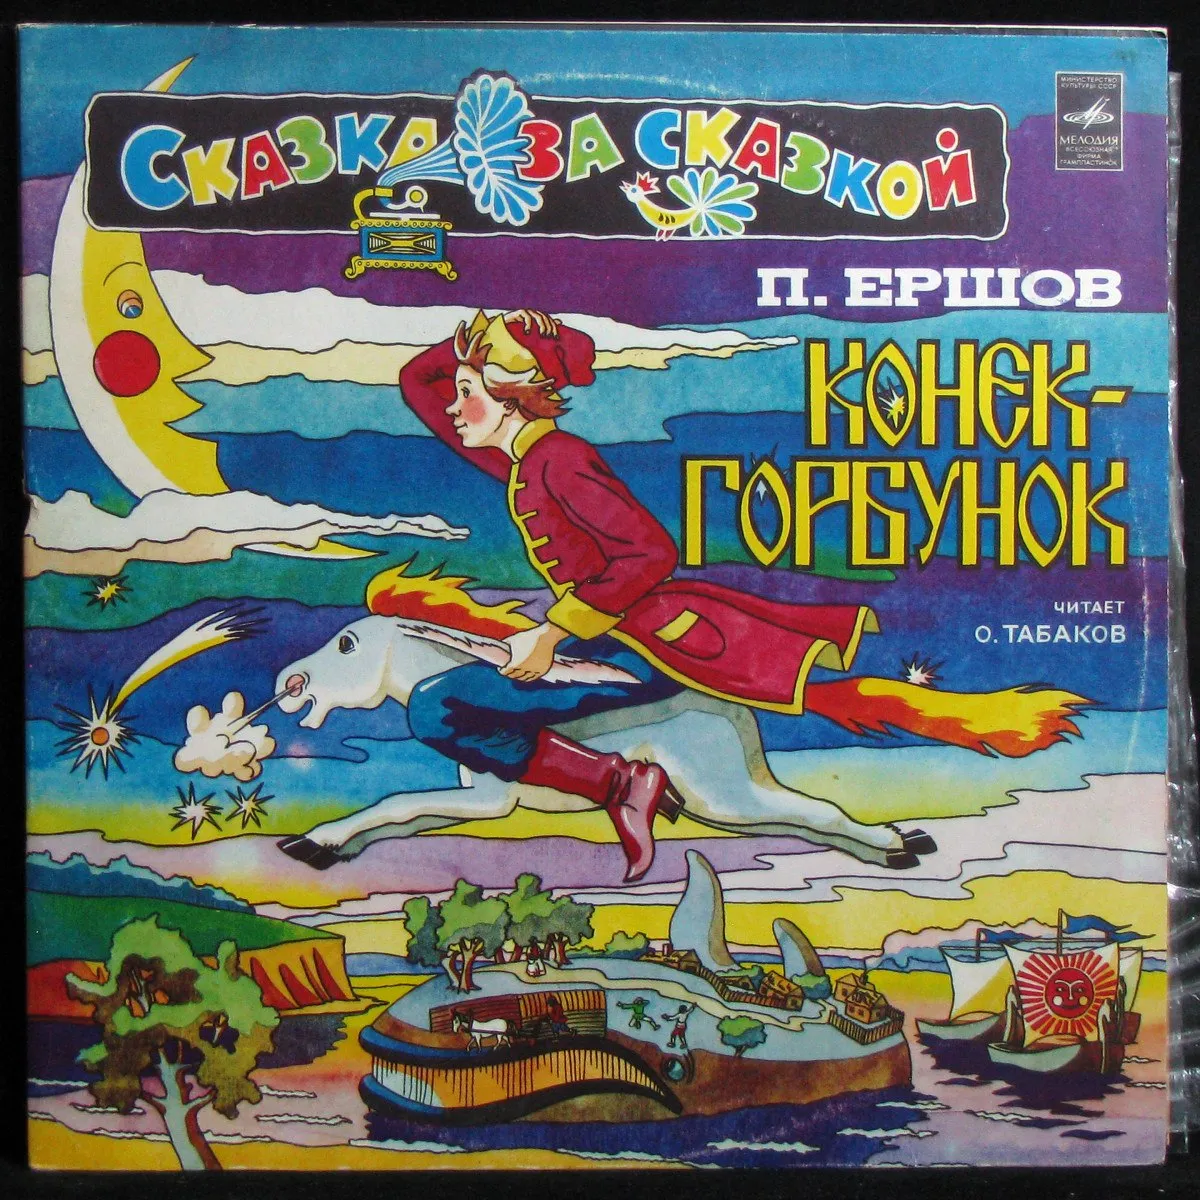 МИНИСТЕРСТВО
КУЛЬТУРЫ СССР
МЕЛОДИЯ
ВСЕСОЮЗНАЯ
ФИРМА
ГРАМПЛАСТИНОК
СКАЗКА ЗА СКАЗКОЙ
П. ЕРШОВ
КОНЕК-
ГОРБУНОК
ЧИТАЕТ
О. ТАБАКОВ